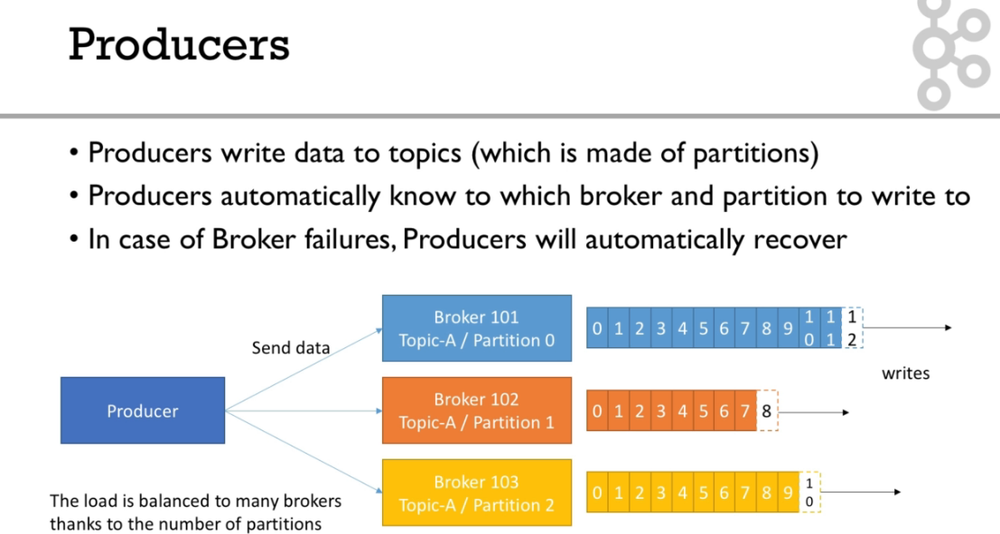 Producers
• Producers write data to topics (which is made of partitions)
• Producers automatically know to which broker and partition to write to
• In case of Broker failures, Producers will automatically recover
Producer
Send data
Broker 101
Topic-A / Partition 0
0 1 2 3 4 5 6 7 8 9 10 11 12
writes
Broker 102
Topic-A / Partition 1
0 1 2 3 4 5 6 7 8
Broker 103
Topic-A / Partition 2
0 1 2 3 4 5 6 7 8 9 10
The load is balanced to many brokers
thanks to the number of partitions